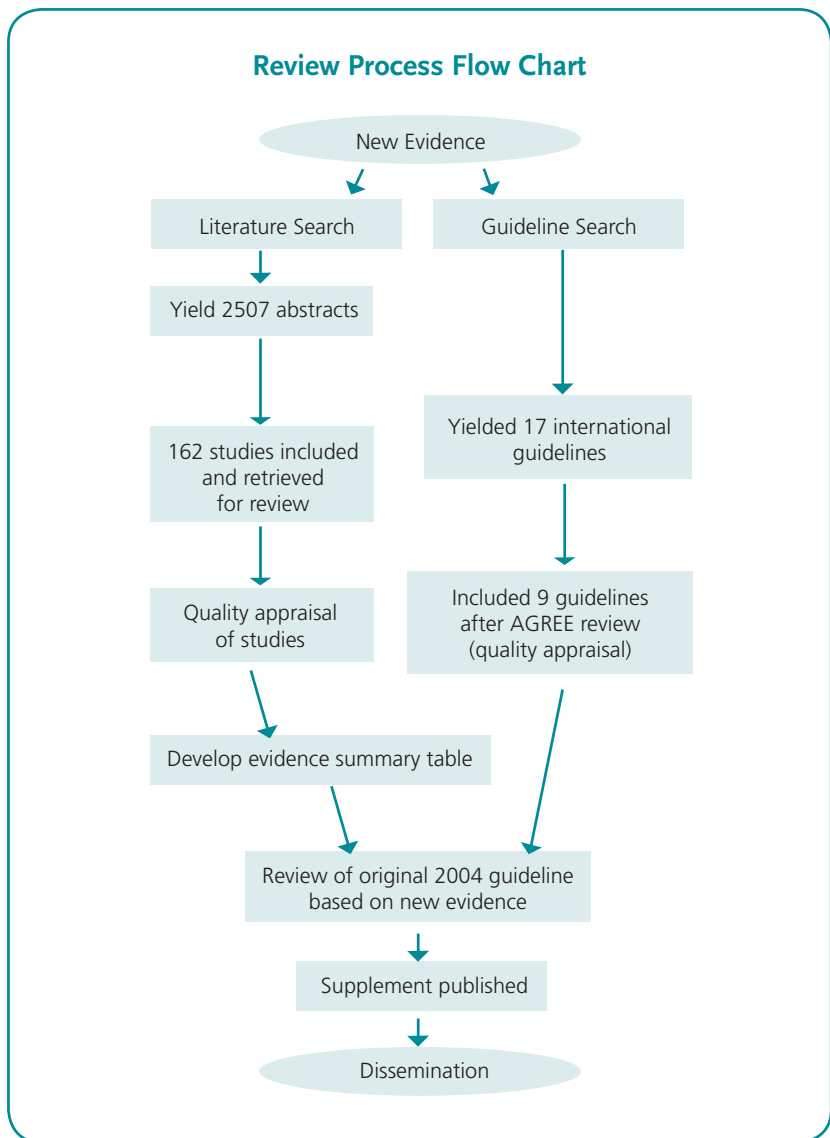 Review Process Flow Chart
New Evidence
Literature Search
Guideline Search
Yield 2507 abstracts
162 studies included
and retrieved
for review
Yielded 17 international
guidelines
Quality appraisal
of studies
Included 9 guidelines
after AGREE review
(quality appraisal)
Develop evidence summary table
Review of original 2004 guideline
based on new evidence
Supplement published
Dissemination